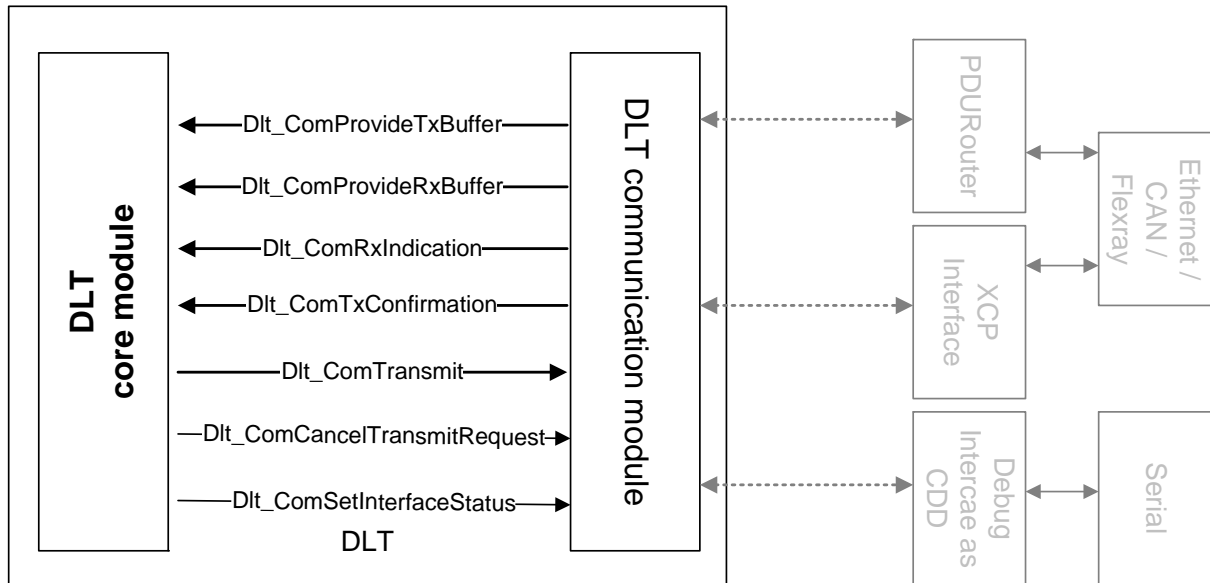 DLT
core module
Dlt_ComProvideTxBuffer
Dlt_ComProvideRxBuffer
Dlt_ComRxIndication
Dlt_ComTxConfirmation
Dlt_ComTransmit
Dlt_ComCancelTransmitRequest
Dlt_ComSetInterfaceStatus
DLT
DLT communication module
PDURouter
XCP
Interface
Debug
Intercae as
CDD
Ethernet /
CAN /
Flexray
Serial